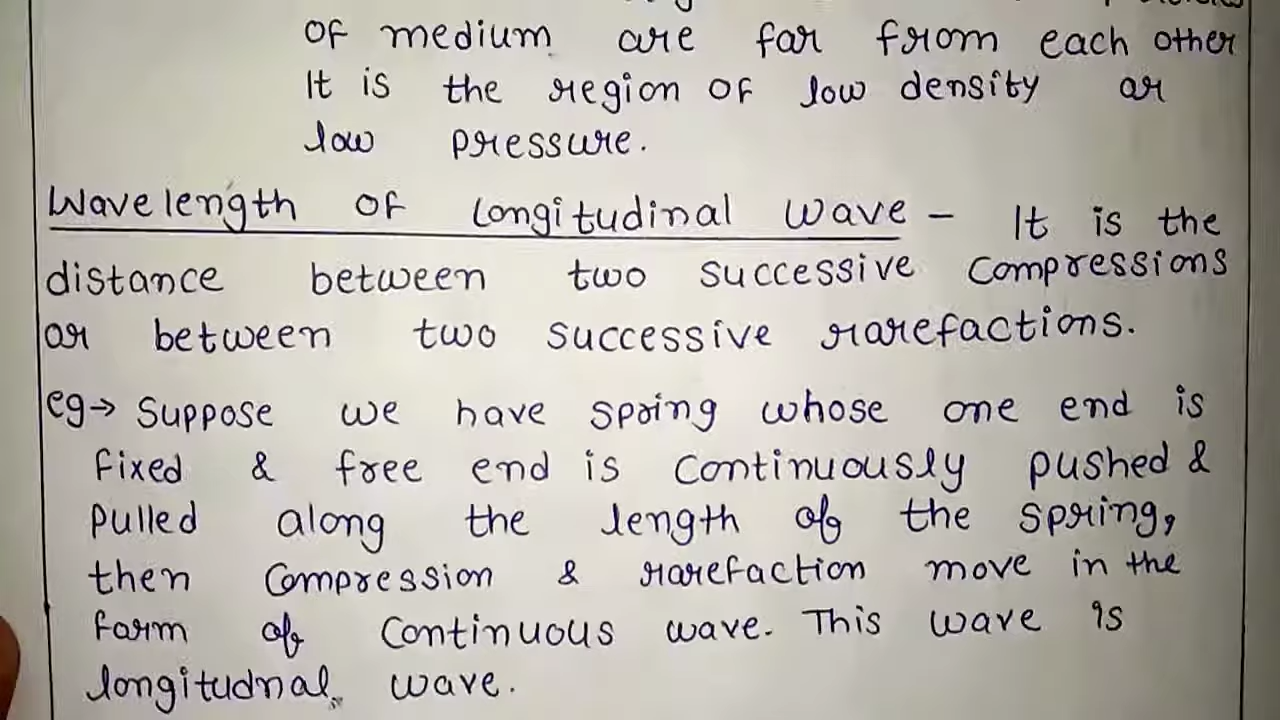 of medium are far from each other
It is the region of low density or
low pressure.
Wavelength of Longitudinal wave - It is the
distance between two successive compressions
or between two successive rarefactions.
eg→ Suppose we have spring whose one end is
fixed & free end is continuously pushed &
pulled along the length of the spring,
then compression & rarefaction move in the
form of continuous wave. This wave is
longitudnal wave.